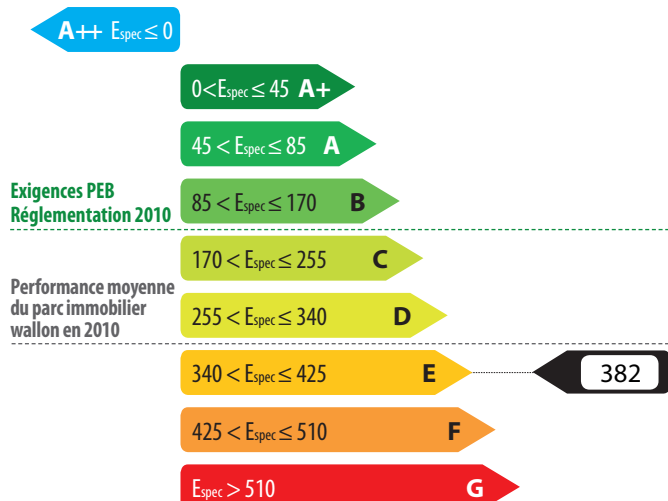 A++ Espec ≤ 0
0<Espec ≤ 45 A+
45 < Espec ≤ 85 A
Exigences PEB
Réglementation 2010
85 < Espec ≤ 170 B
170 < Espec ≤ 255 C
Performance moyenne
du parc immobilier
wallon en 2010
255 < Espec ≤ 340 D
340 < Espec ≤ 425 E 382
425 < Espec ≤ 510 F
Espec > 510 G